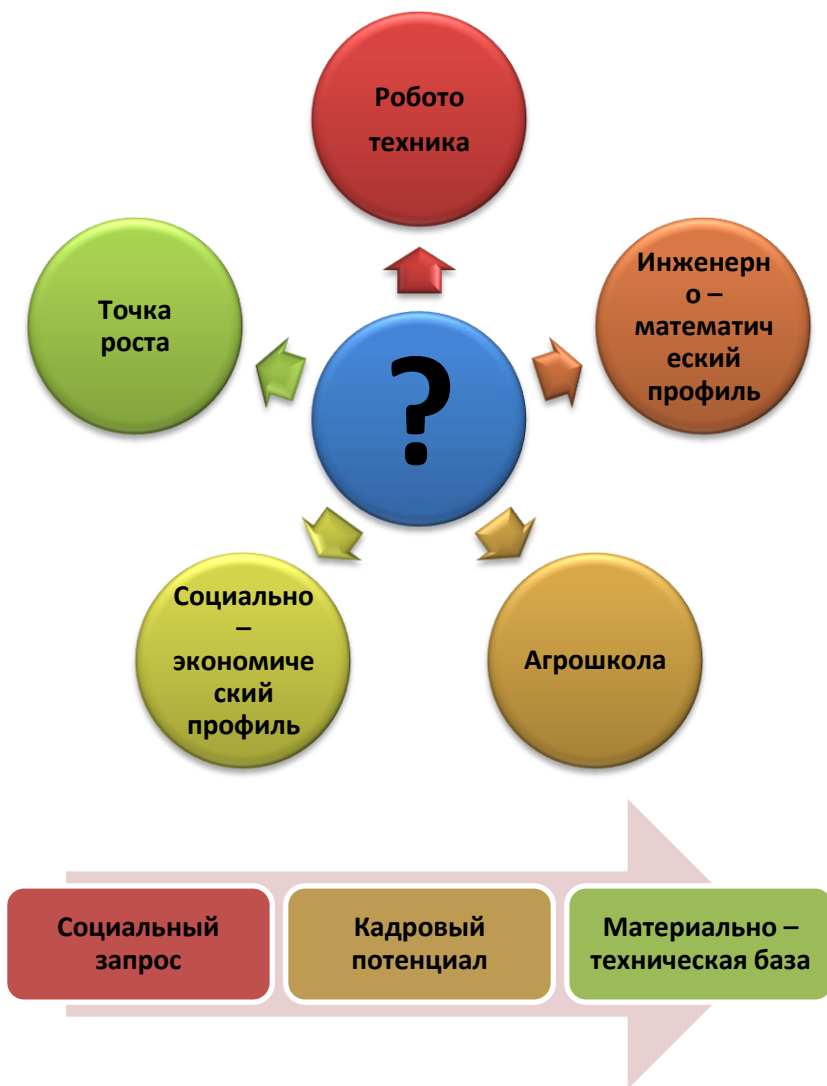 Робото
техника
Инженерн
о –
математич
еский
профиль
Точка
роста
?
Социально
–
экономиче
ский
профиль
Агрошкола
Социальный
запрос
Кадровый
потенциал
Материально –
техническая база